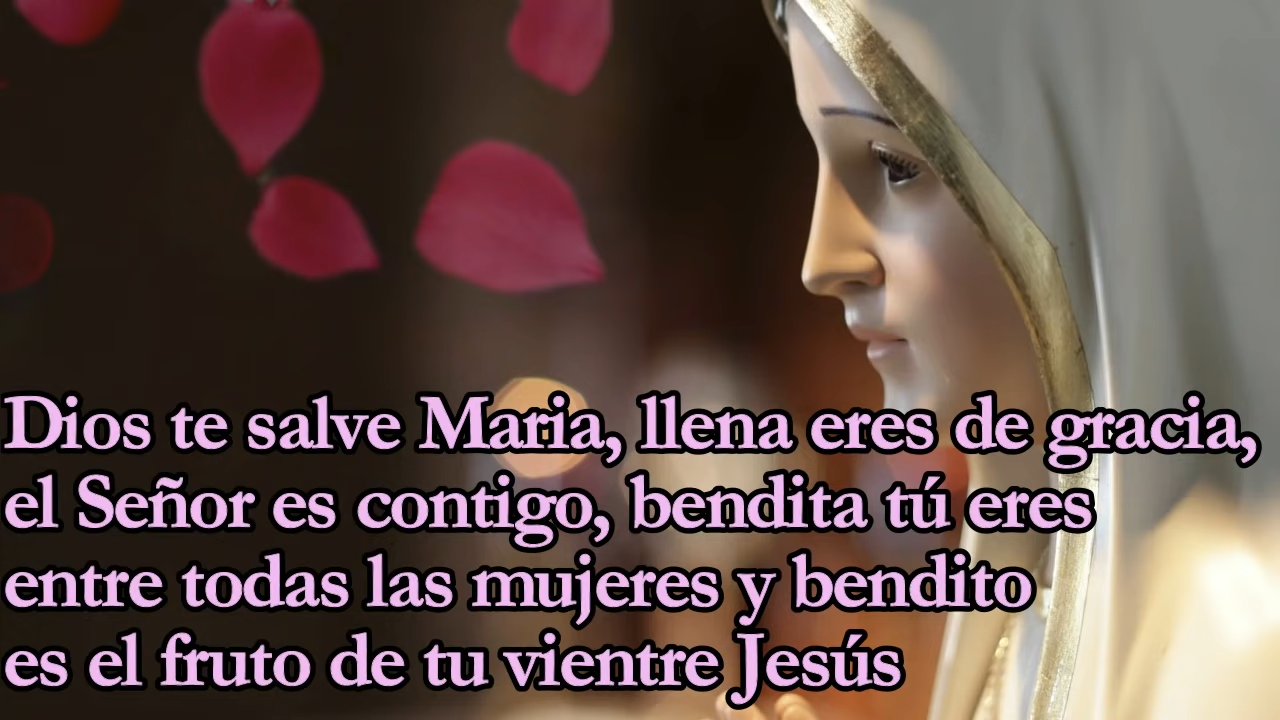 Dios te salve Maria, llena eres de gracia,
el Señor es contigo, bendita tú eres
entre todas las mujeres y bendito
es el fruto de tu vientre Jesús